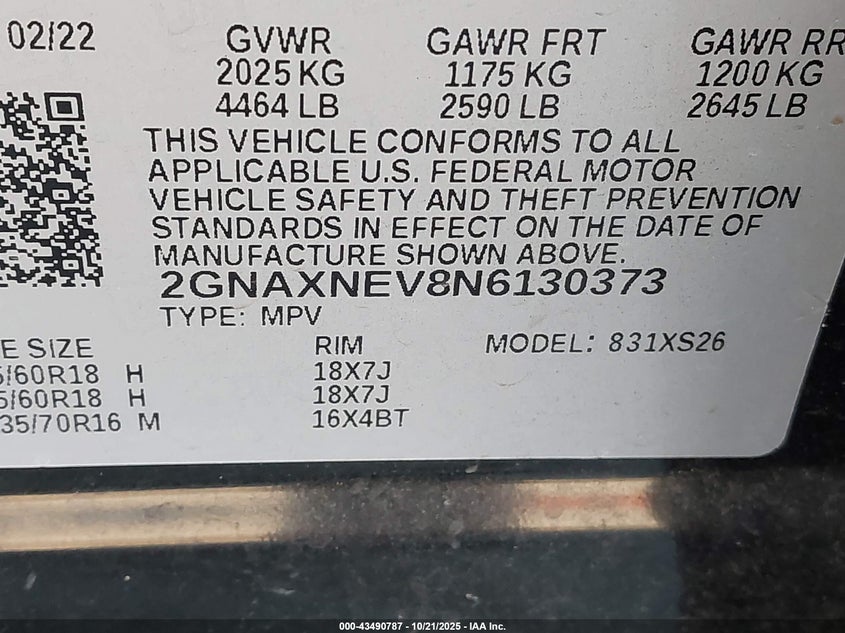 02/22 GVWR GAWR FRT GAWR RR
2025 KG 1175 KG 1200 KG
4464 LB 2590 LB 2645 LB
THIS VEHICLE CONFORMS TO ALL
APPLICABLE U.S. FEDERAL MOTOR
VEHICLE SAFETY AND THEFT PREVENTION
STANDARDS IN EFFECT ON THE DATE OF
MANUFACTURE SHOWN ABOVE.
2GNAXNEV8N6130373
TYPE: MPV
E SIZE RIM MODEL: 831XS26
5/60R18 H 18X7J
5/60R18 H 18X7J
35/70R16 M 16X4BT
000-43490787 - 10/21/2025 - IAA Inc.